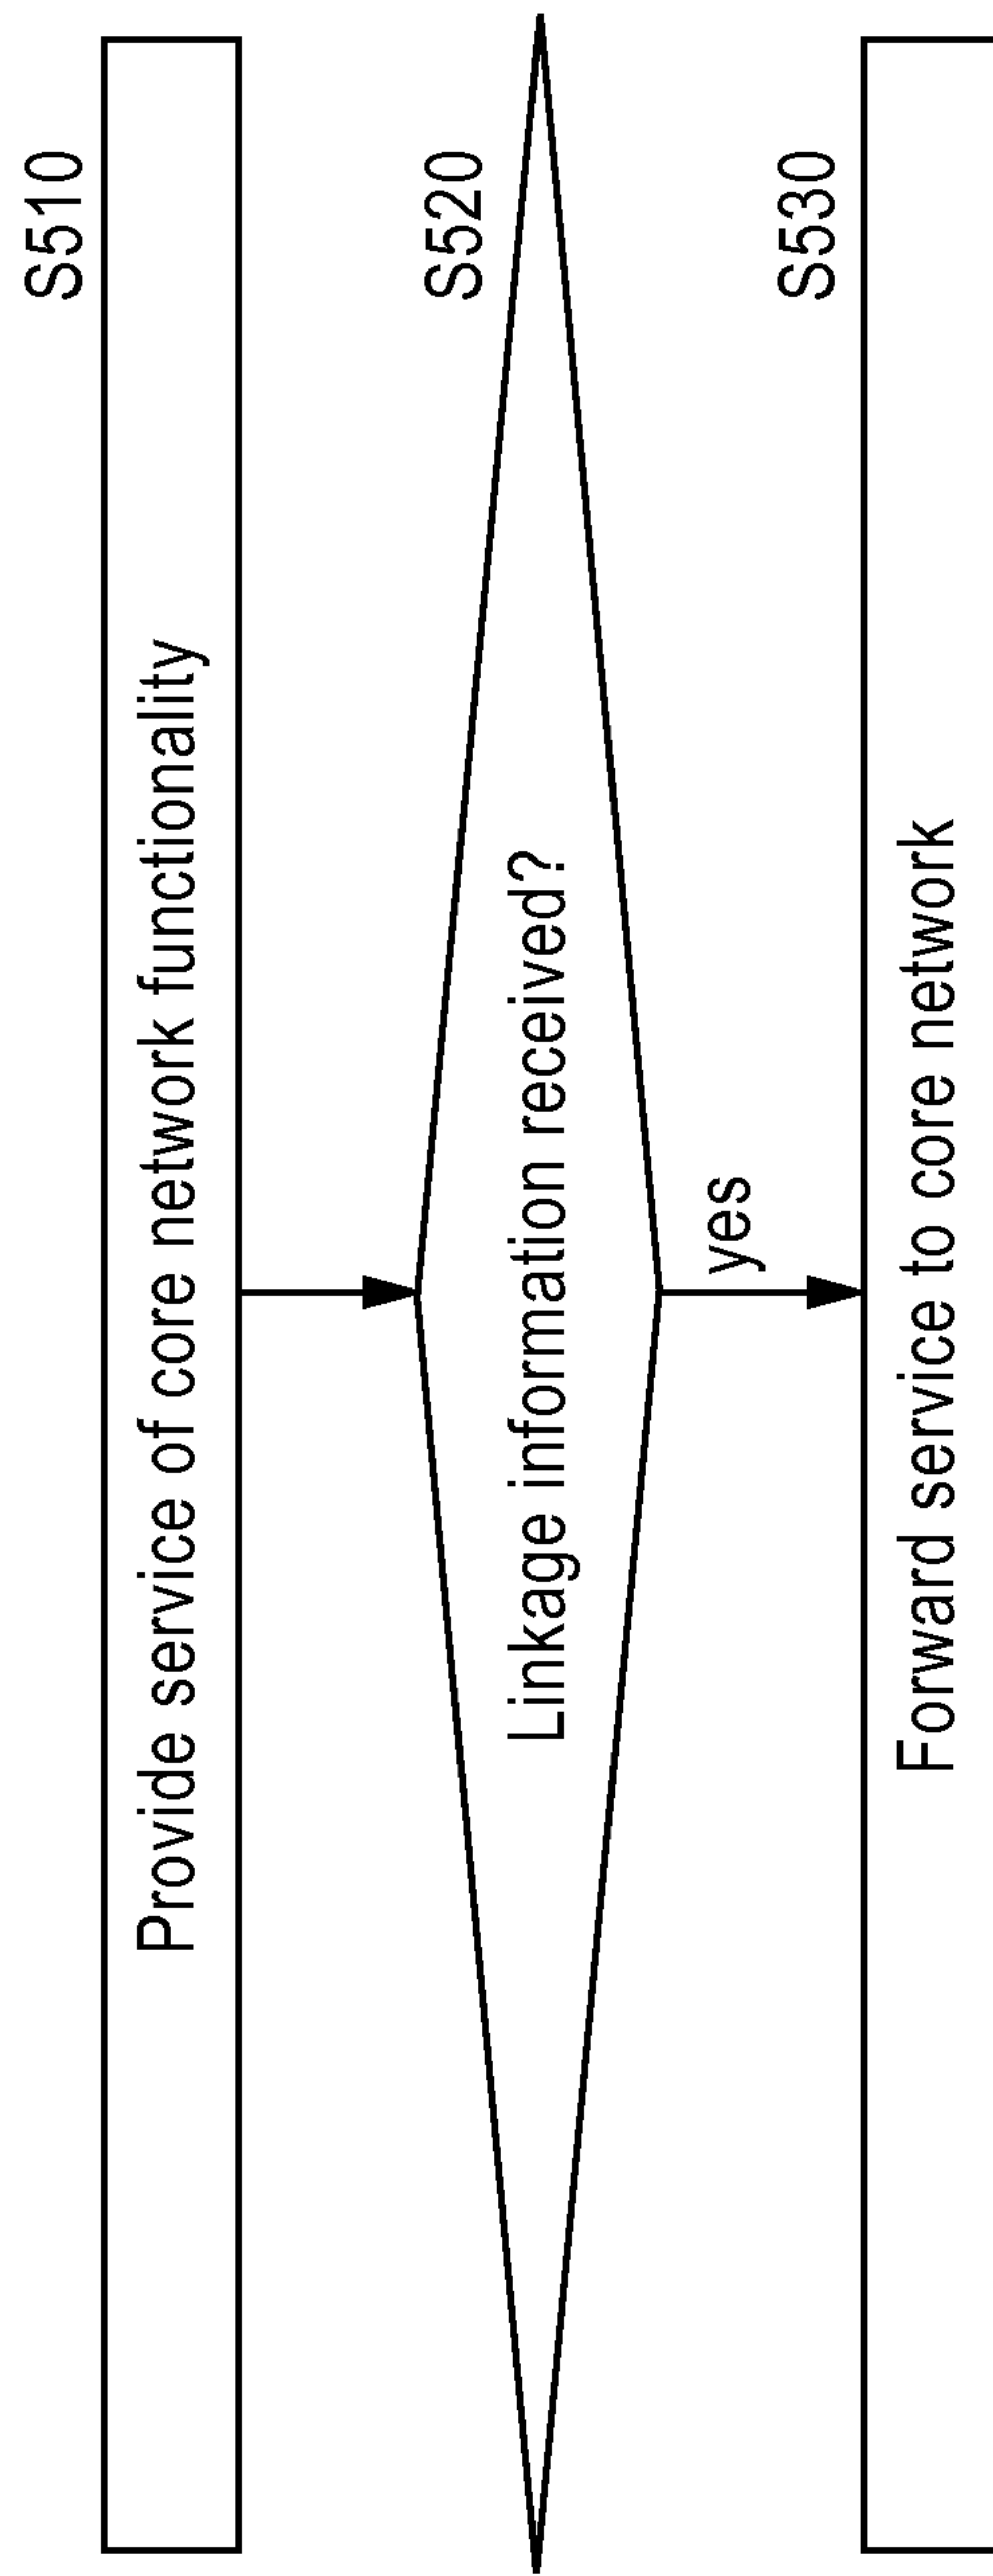 S510
Provide service of core network functionality
S520
Linkage information received?
yes
S530
Forward service to core network